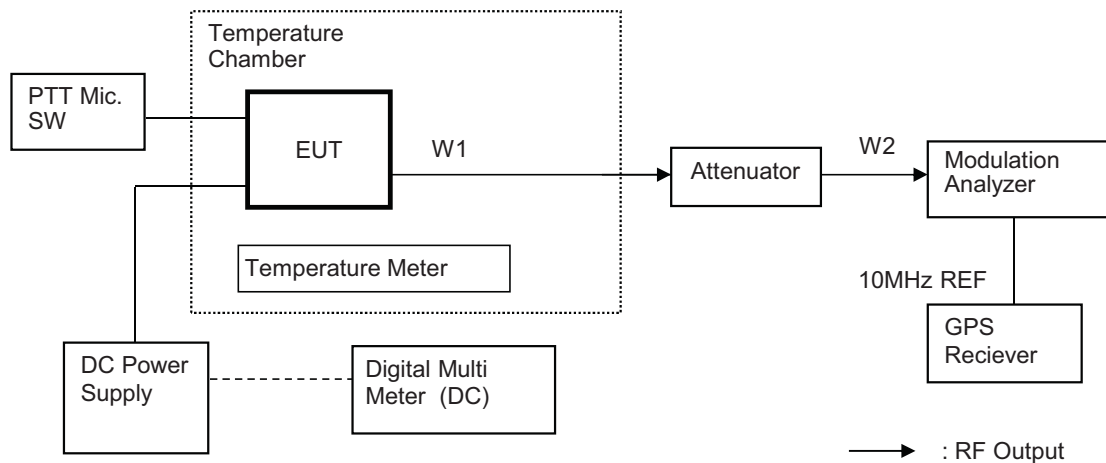 Temperature
Chamber
PTT Mic.
SW
EUT
W1
Attenuator
W2
Modulation
Analyzer
Temperature Meter
10MHz REF
GPS
Reciever
DC Power
Supply
Digital Multi
Meter (DC)
: RF Output